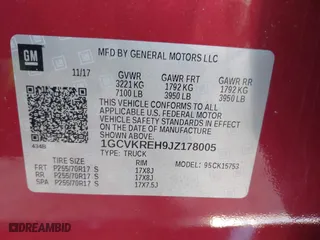 GM
MFD BY GENERAL MOTORS LLC
11/17
GVWR GAWR FRT GAWR RR
3221 KG 1792 KG 1792 KG
7100 LB 3950 LB 3950 LB
THIS VEHICLE CONFORMS TO ALL APPLICABLE
U.S. FEDERAL MOTOR VEHICLE SAFETY
STANDARDS IN EFFECT ON THE DATE OF
MANUFACTURE SHOWN ABOVE.
1GCVKREH9JZ178005
TYPE: TRUCK
MODEL: 95CK15753
TIRE SIZE RIM
FRT P255/70R17 S 17X8J
RR P255/70R17 S 17X8J
SPA P255/70R17 S 17X7.5J